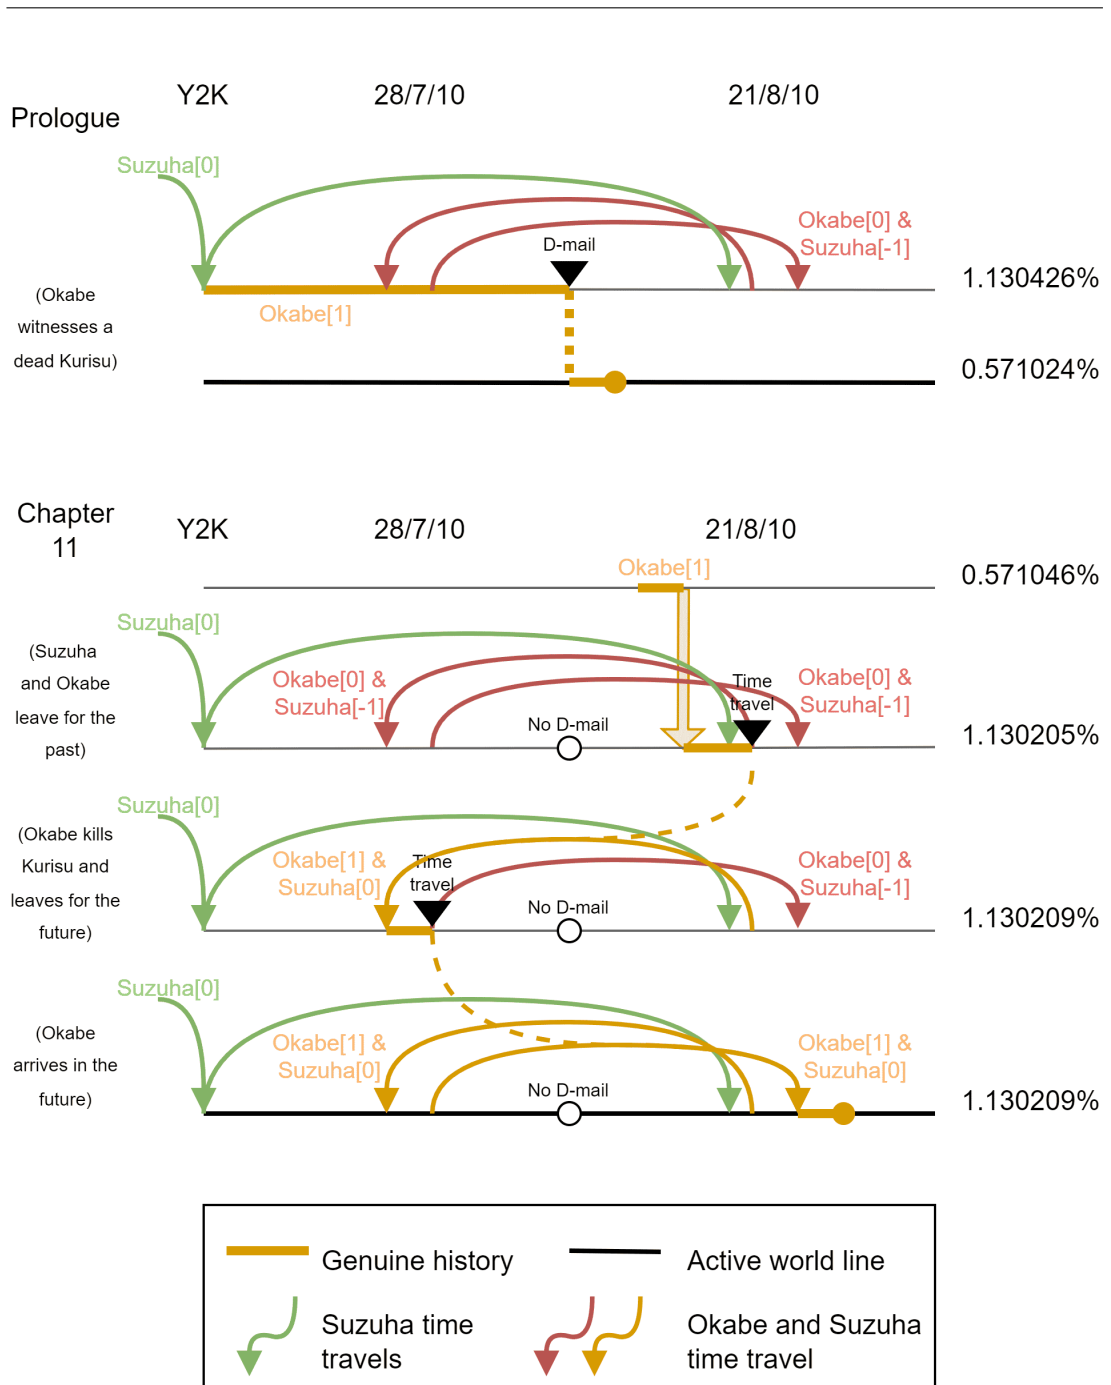 Y2K 28/7/10 21/8/10
Prologue
Suzuha[0]
Okabe[0] &
Suzuha[-1]
D-mail
1.130426%
(Okabe
witnesses a
dead Kurisu)
Okabe[1]
0.571024%
Chapter
11
Y2K 28/7/10 21/8/10
Okabe[1]
0.571046%
Suzuha[0]
(Suzuha
and Okabe
leave for the
past)
Okabe[0] &
Suzuha[-1]
Time
travel
Okabe[0] &
Suzuha[-1]
No D-mail
1.130205%
Suzuha[0]
(Okabe kills
Kurisu and
leaves for the
future)
Okabe[1] &
Suzuha[0]
Time
travel
Okabe[0] &
Suzuha[-1]
No D-mail
1.130209%
Suzuha[0]
(Okabe
arrives in the
future)
Okabe[1] &
Suzuha[0]
Okabe[1] &
Suzuha[0]
No D-mail
1.130209%
Genuine history
Active world line
Suzuha time
travels
Okabe and Suzuha
time travel